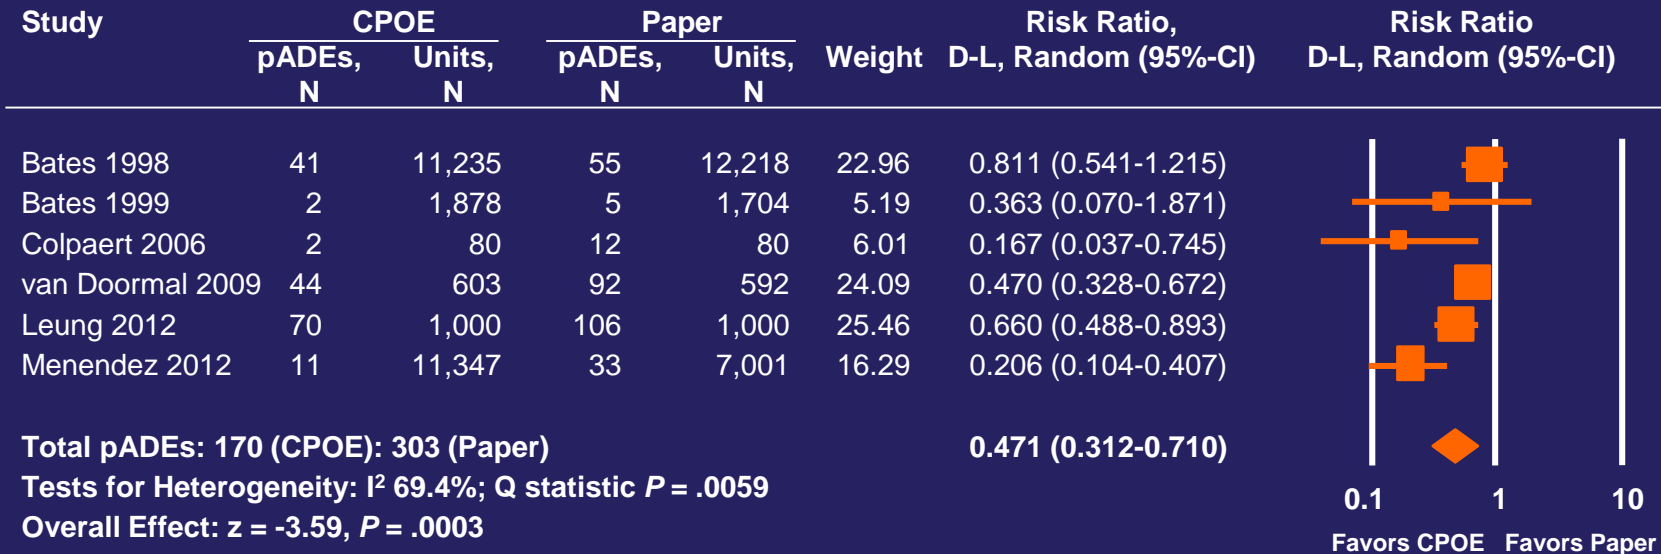 Study CPOE Paper Risk Ratio, Risk Ratio
pADEs, Units, pADEs, Units, Weight D-L, Random (95%-CI) D-L, Random (95%-CI)
N N N N
Bates 1998 41 11,235 55 12,218 22.96 0.811 (0.541-1.215)
Bates 1999 2 1,878 5 1,704 5.19 0.363 (0.070-1.871)
Colpaert 2006 2 80 12 80 6.01 0.167 (0.037-0.745)
van Doormal 2009 44 603 92 592 24.09 0.470 (0.328-0.672)
Leung 2012 70 1,000 106 1,000 25.46 0.660 (0.488-0.893)
Menendez 2012 11 11,347 33 7,001 16.29 0.206 (0.104-0.407)
Total pADEs: 170 (CPOE): 303 (Paper) 0.471 (0.312-0.710)
Tests for Heterogeneity: I² 69.4%; Q statistic P = .0059
Overall Effect: z = -3.59, P = .0003
0.1 1 10
Favors CPOE Favors Paper